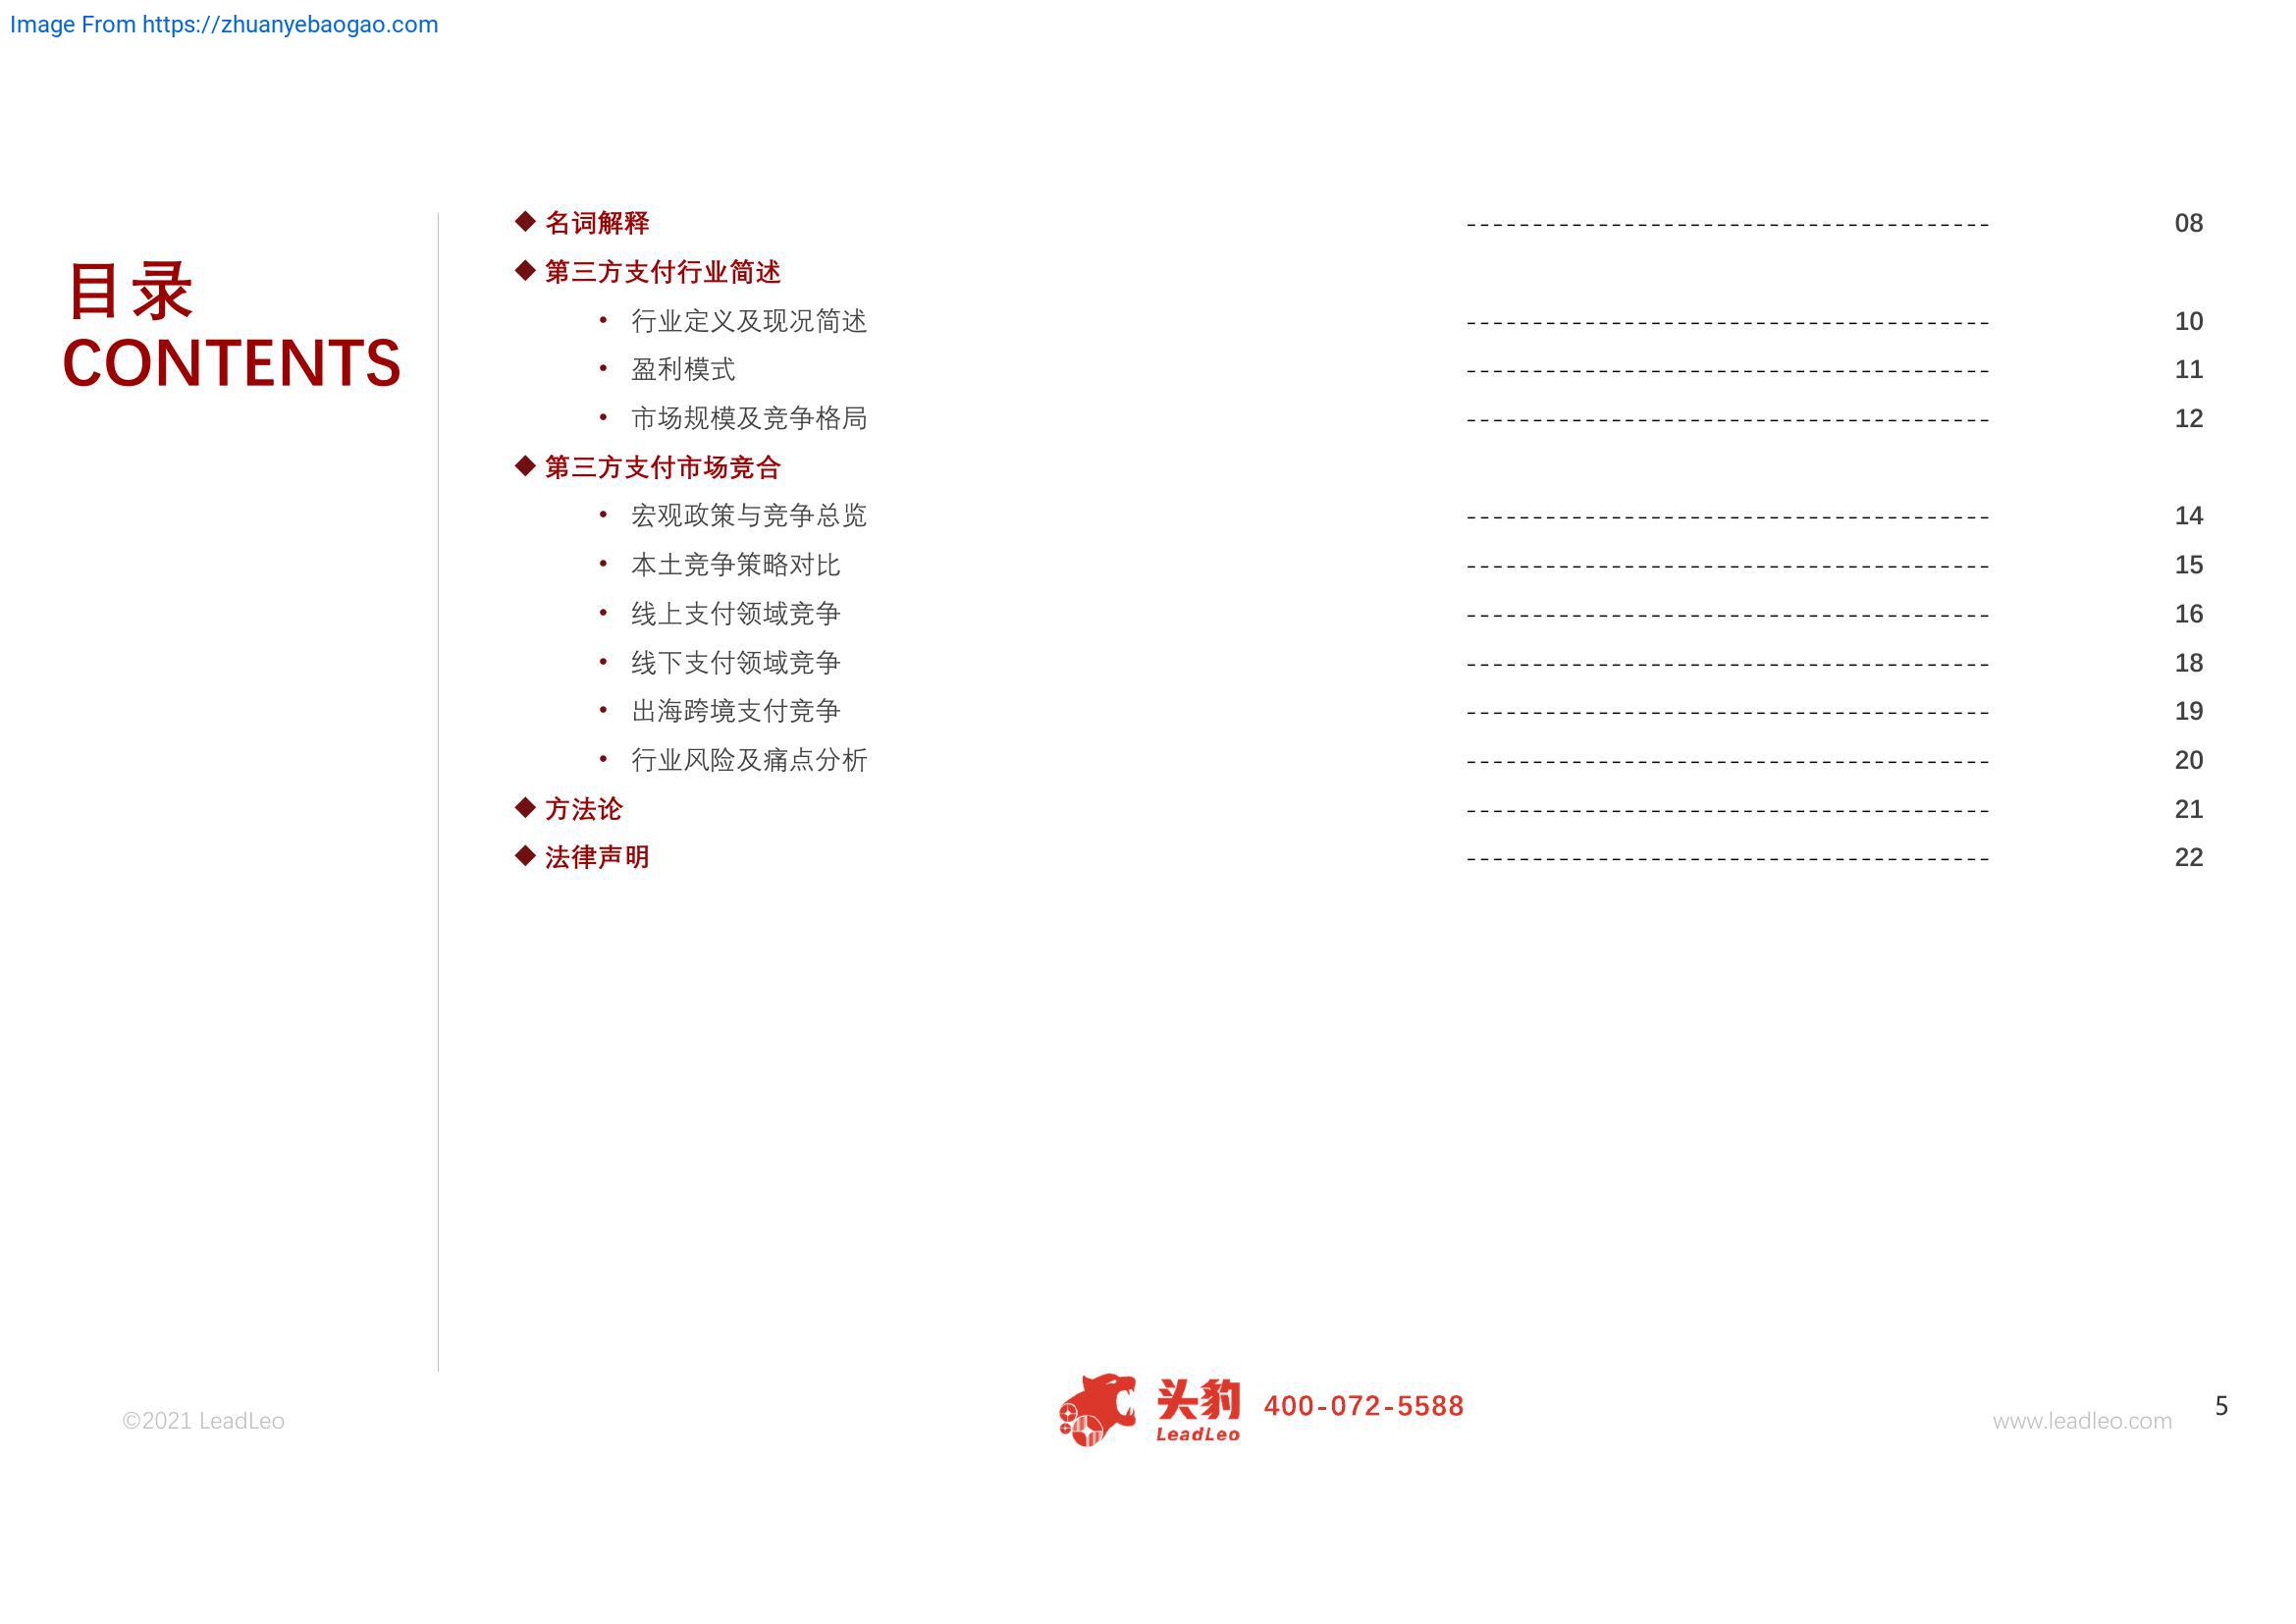 Image From https://zhuanyebaogao.com
目录
CONTENTS
◆ 名词解释 ---------------------------------------- 08
◆ 第三方支付行业简述
• 行业定义及现况简述 ---------------------------------------- 10
• 盈利模式 ---------------------------------------- 11
• 市场规模及竞争格局 ---------------------------------------- 12
◆ 第三方支付市场竞合
• 宏观政策与竞争总览 ---------------------------------------- 14
• 本土竞争策略对比 ---------------------------------------- 15
• 线上支付领域竞争 ---------------------------------------- 16
• 线下支付领域竞争 ---------------------------------------- 18
• 出海跨境支付竞争 ---------------------------------------- 19
• 行业风险及痛点分析 ---------------------------------------- 20
◆ 方法论 ---------------------------------------- 21
◆ 法律声明 ---------------------------------------- 22
©2021 LeadLeo
头豹
LeadLeo
400-072-5588
www.leadleo.com
5